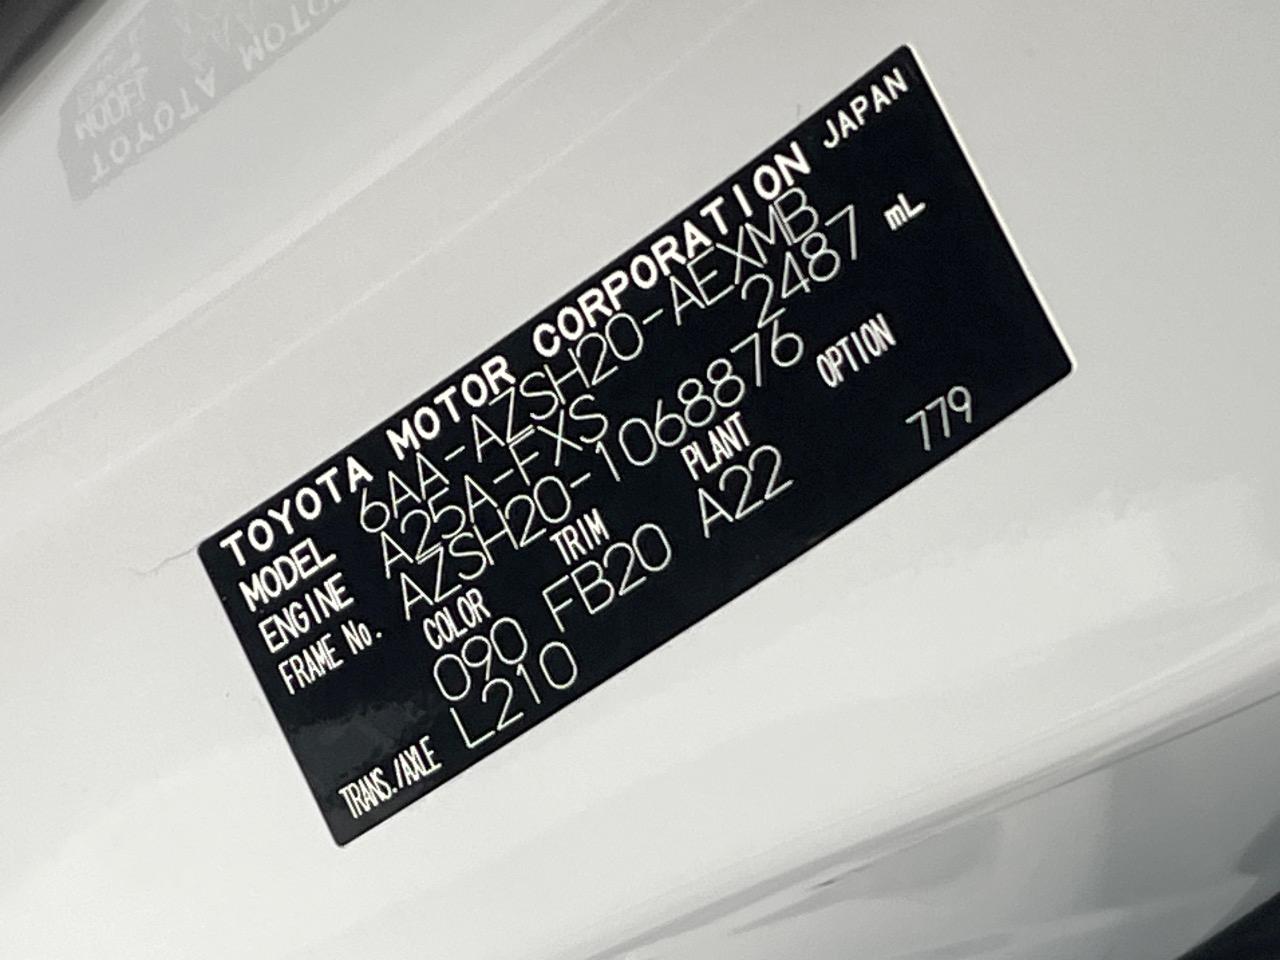 TOYOTA MOTOR CORPORATION JAPAN
MODEL 6AA-AZSH20-AEXMB
ENGINE A25A-FXS 2487 mL
FRAME No. AZSH20-1068876
COLOR TRIM PLANT OPTION
090 FB20 A22 779
TRANS./AXLE L210